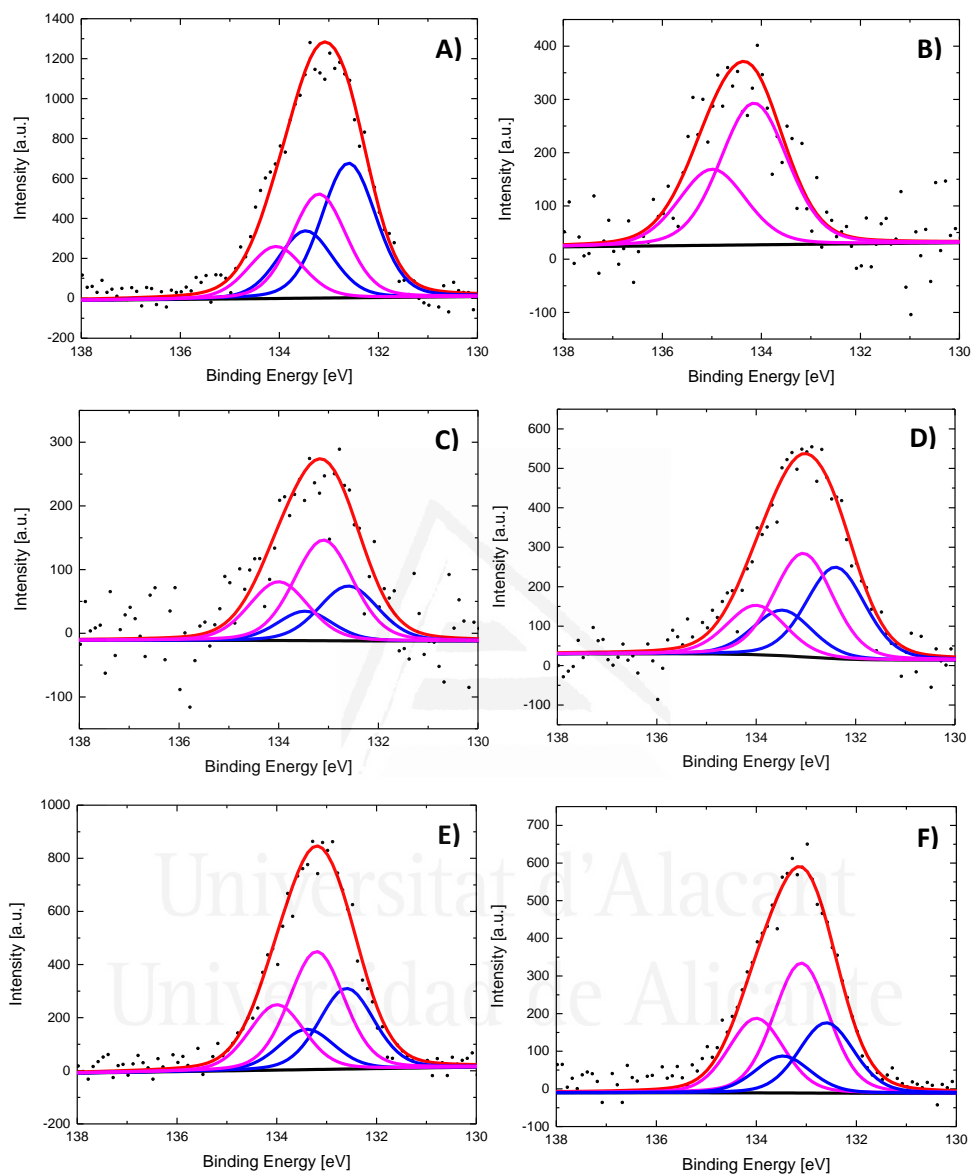 A)
1400
1200
1000
800
600
400
200
0
-200
138 136 134 132 130
Intensity [a.u.]
Binding Energy [eV]
B)
400
300
200
100
0
-100
138 136 134 132 130
Intensity [a.u.]
Binding Energy [eV]
C)
300
200
100
0
-100
138 136 134 132 130
Intensity [a.u.]
Binding Energy [eV]
D)
600
500
400
300
200
100
0
-100
138 136 134 132 130
Intensity [a.u.]
Binding Energy [eV]
E)
1000
800
600
400
200
0
-200
138 136 134 132 130
Intensity [a.u.]
Binding Energy [eV]
F)
700
600
500
400
300
200
100
0
-100
138 136 134 132 130
Intensity [a.u.]
Binding Energy [eV]
Universitat d'Alacant
Universidad de Alicante